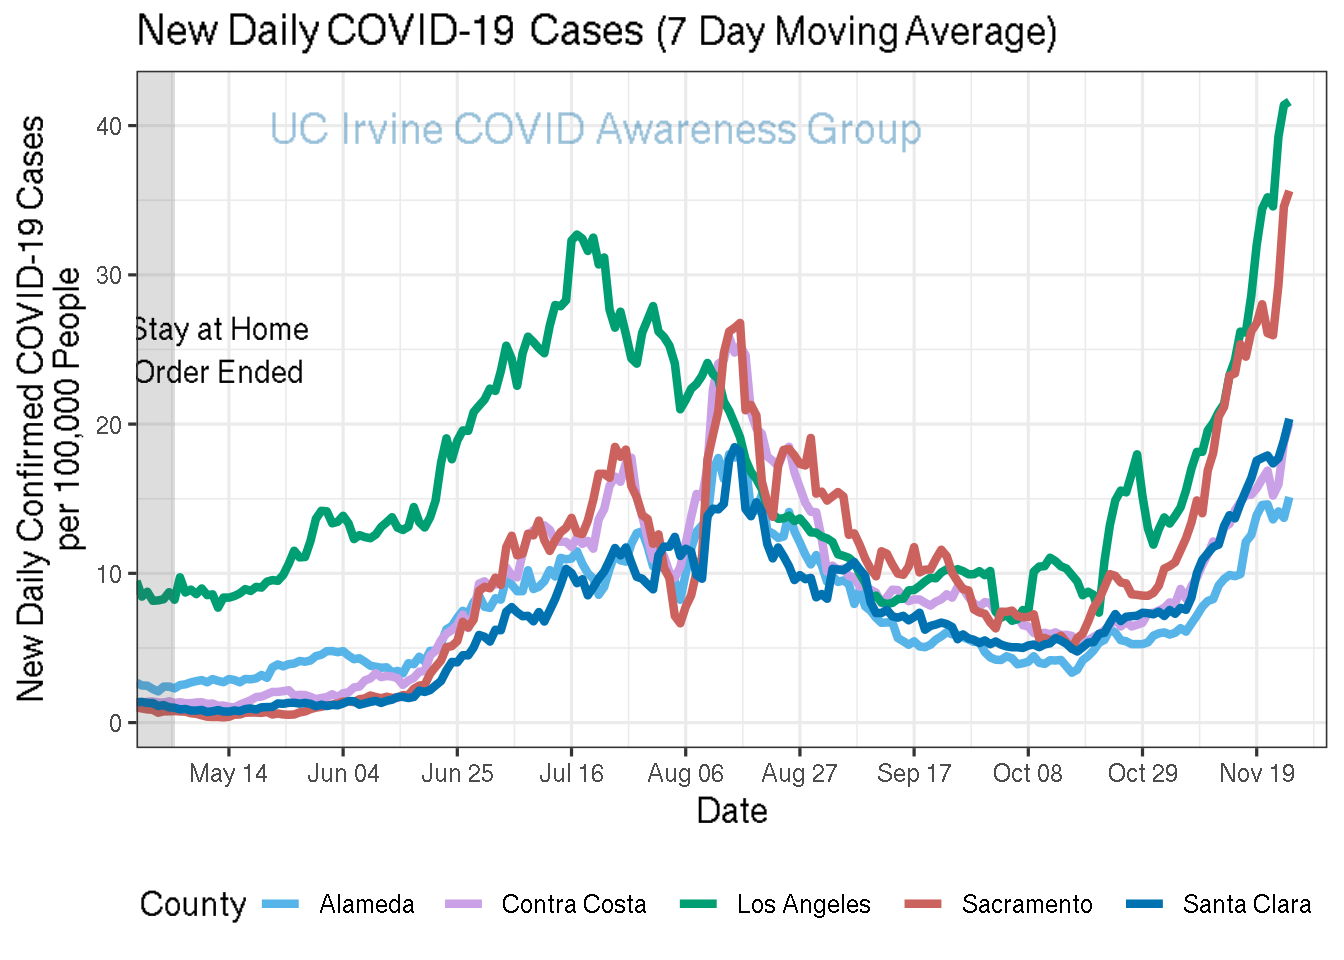 New Daily COVID-19 Cases (7 Day Moving Average)
UC Irvine COVID Awareness Group
New Daily Confirmed COVID-19 Cases
per 100,000 People
40
30
20
10
0
Stay at Home
Order Ended
May 14
Jun 04
Jun 25
Jul 16
Aug 06
Aug 27
Sep 17
Oct 08
Oct 29
Nov 19
Date
County
Alameda
Contra Costa
Los Angeles
Sacramento
Santa Clara